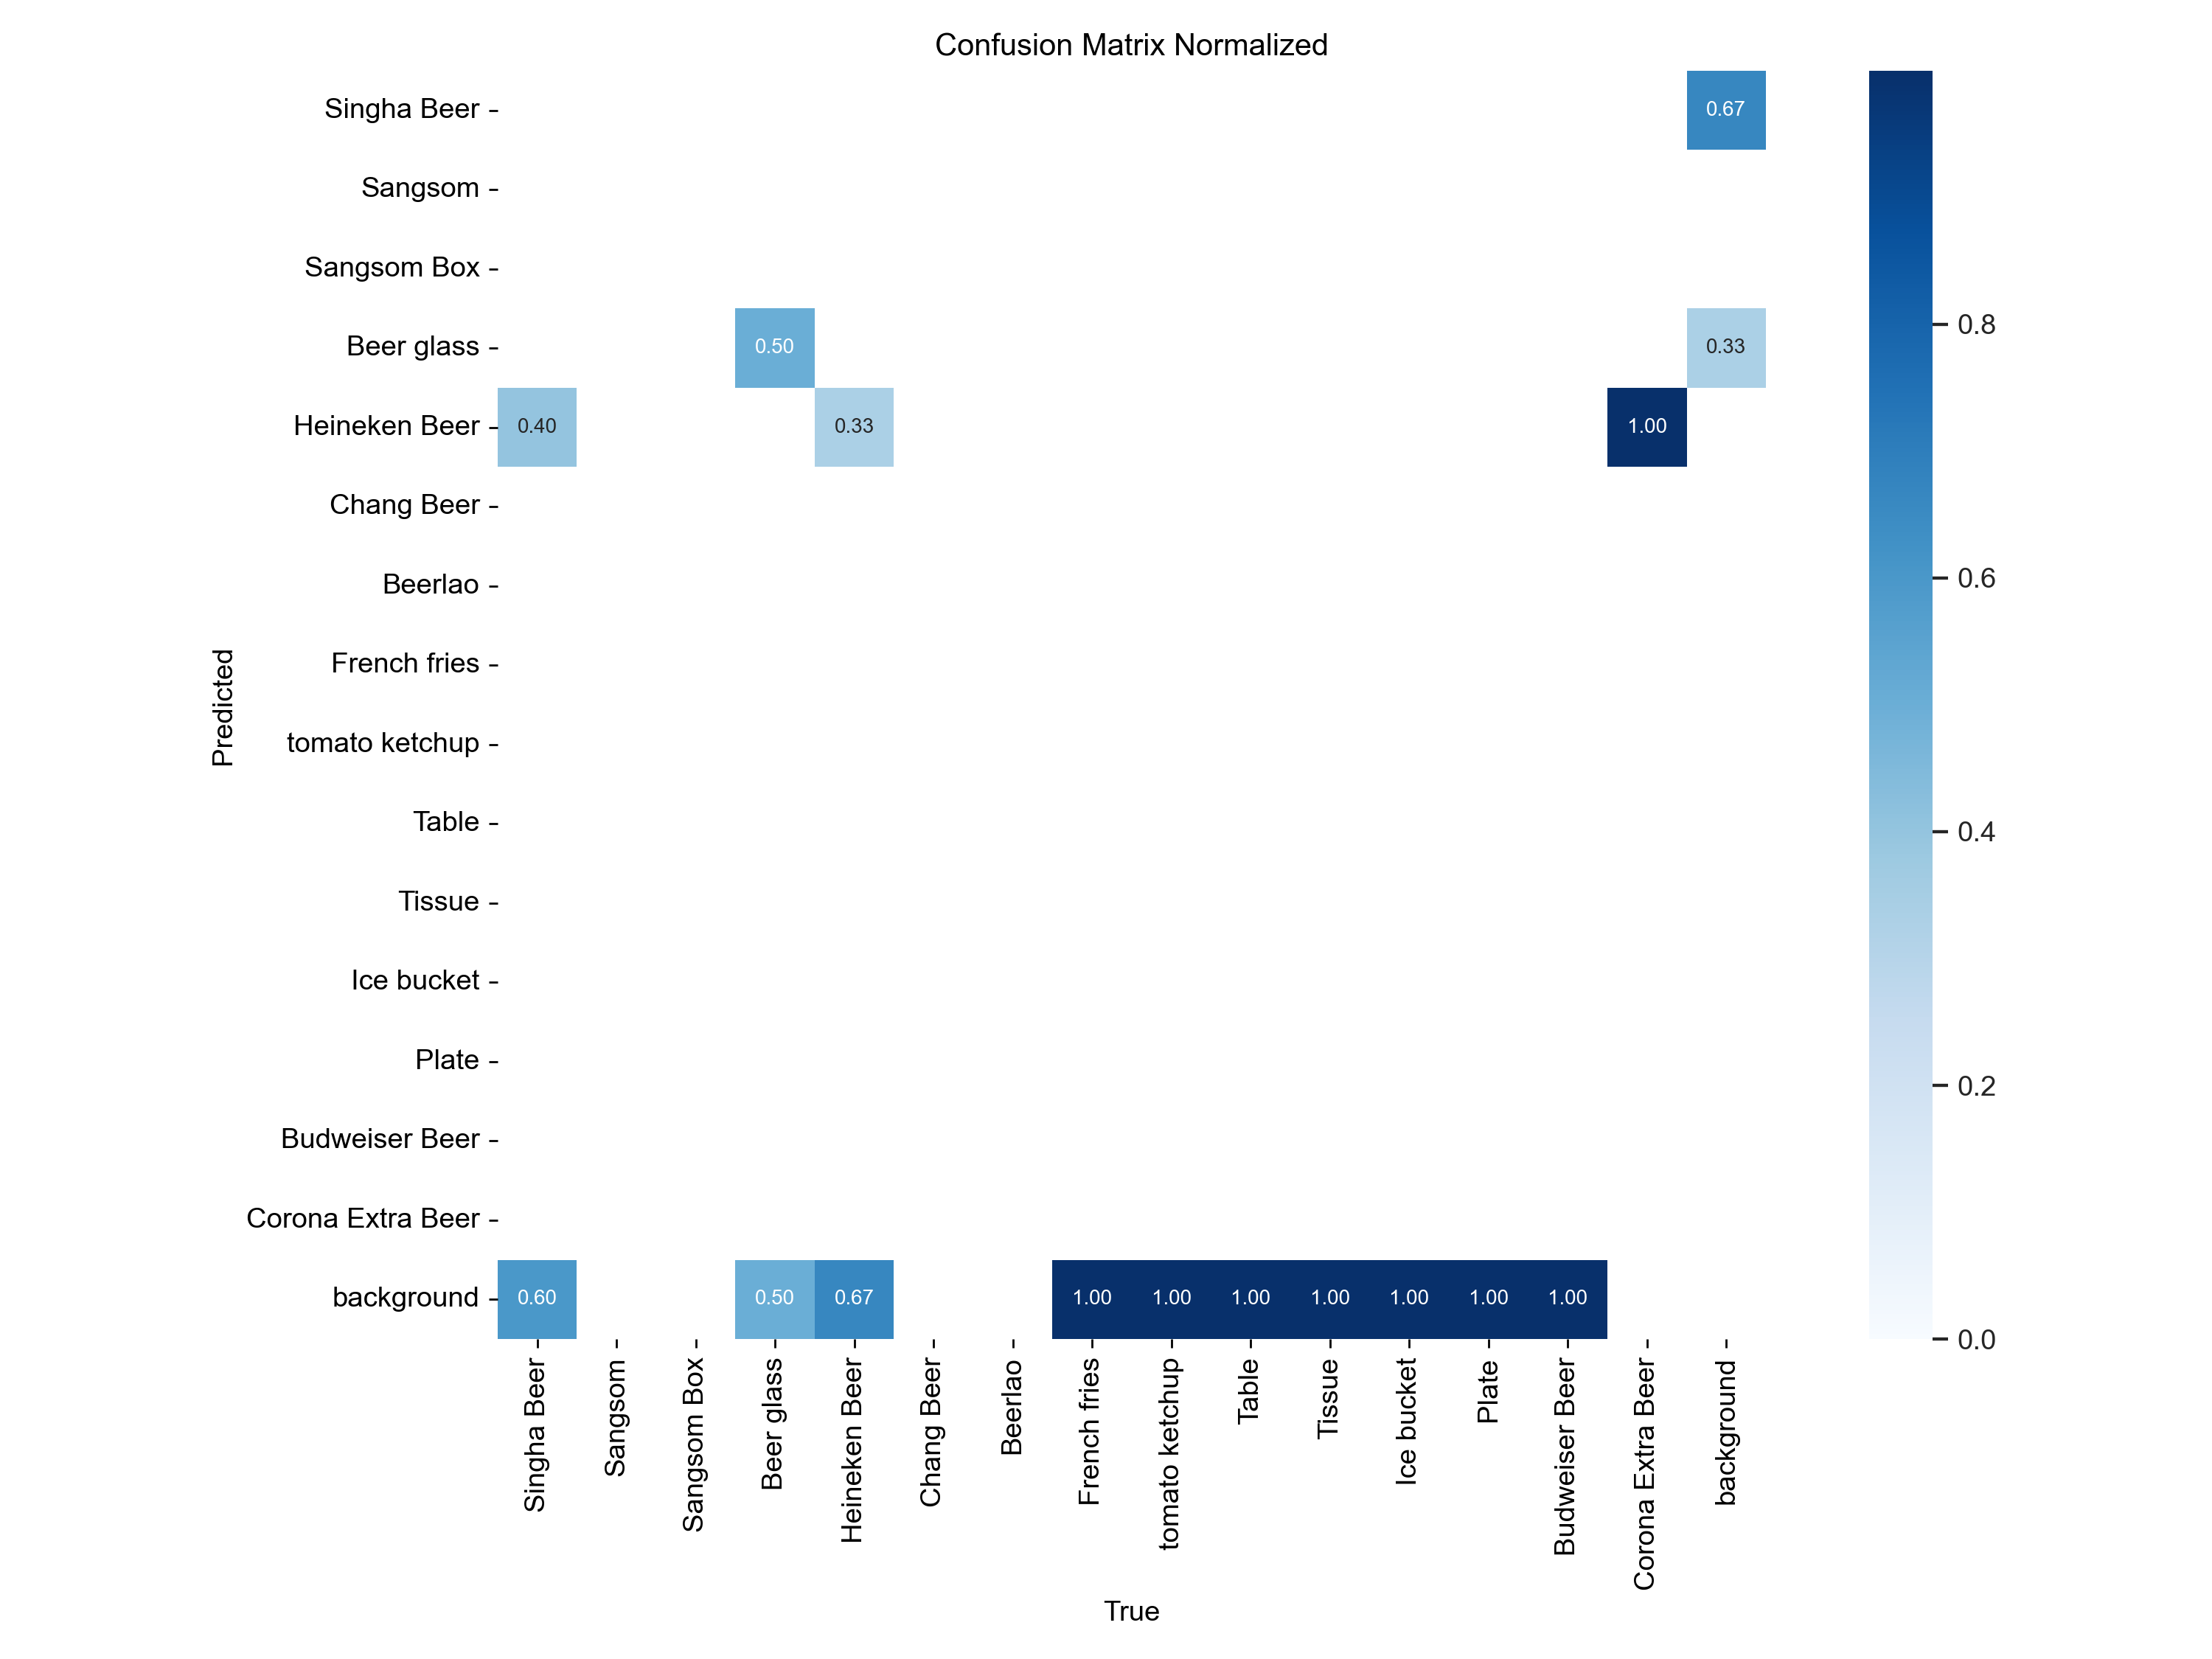 Confusion Matrix Normalized
Singha Beer
0.67
Sangsom
Sangsom Box
Beer glass
0.50
0.33
0.8
Heineken Beer
0.40
0.33
1.00
Chang Beer
Beerlao
0.6
French fries
Predicted
tomato ketchup
Table
0.4
Tissue
Ice bucket
Plate
0.2
Budweiser Beer
Corona Extra Beer
background
0.60
0.50
0.67
1.00
1.00
1.00
1.00
1.00
1.00
1.00
0.0
Singha Beer
Sangsom
Sangsom Box
Beer glass
Heineken Beer
Chang Beer
Beerlao
French fries
tomato ketchup
Table
Tissue
Ice bucket
Plate
Budweiser Beer
Corona Extra Beer
background
True